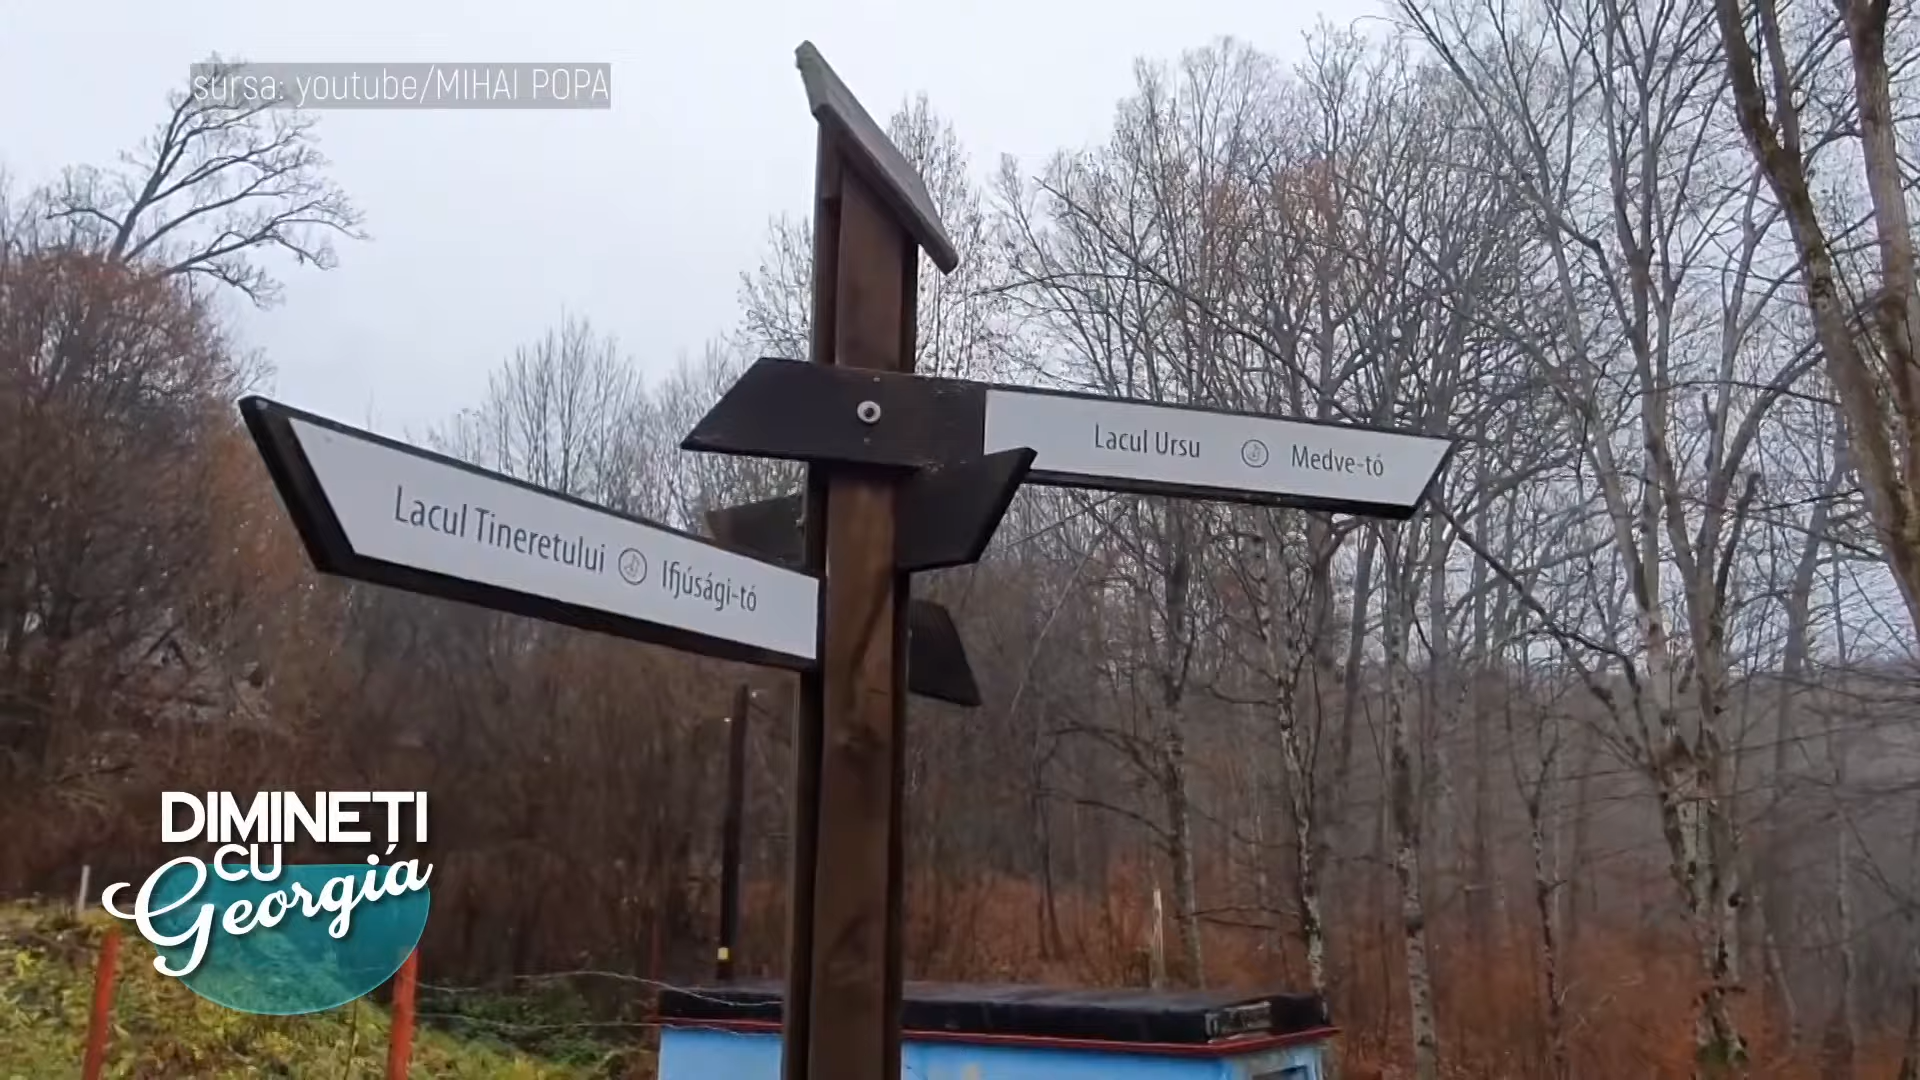 sursa: youtube/MIHAI POPA
Lacul Ursu Medve-tó
Lacul Tineretului Ifjúsági-tó
DIMINEȚI
CU
Georgia